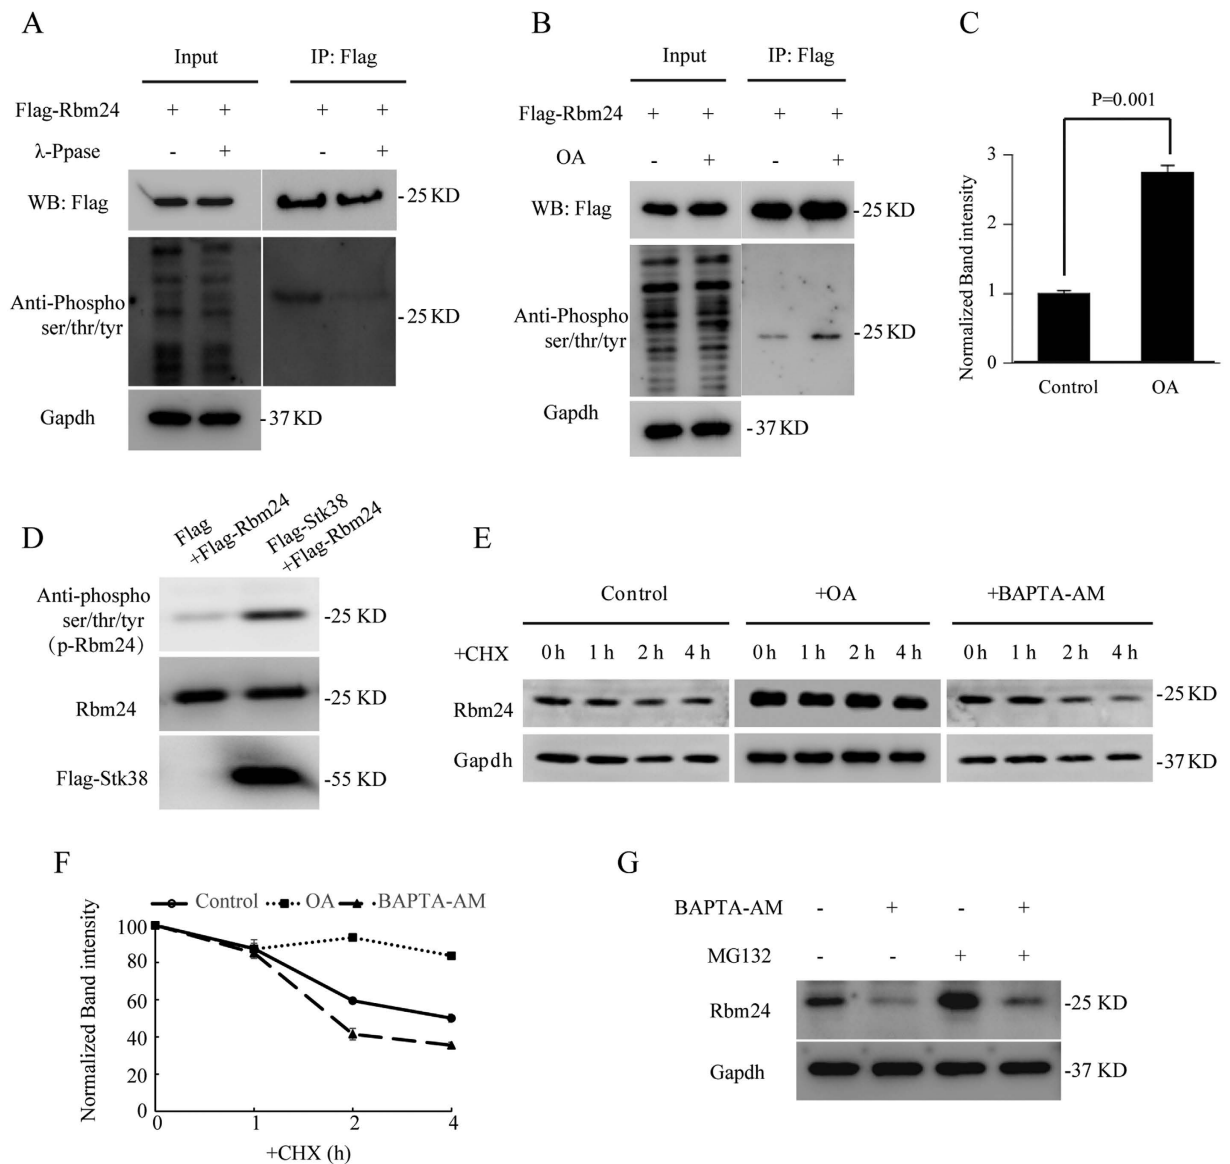 A
Input
IP: Flag
Flag-Rbm24 + + + +
λ-Ppase - + - +
WB: Flag
-25 KD
Anti-Phospho
ser/thr/tyr
-25 KD
Gapdh
-37 KD
B
Input
IP: Flag
Flag-Rbm24 + + + +
OA - + - +
WB: Flag
-25 KD
Anti-Phospho
ser/thr/tyr
-25 KD
Gapdh
-37 KD
C
P=0.001
Normalized Band intensity
3
2
1
0
Control
OA
D
Flag
+Flag-Rbm24
Flag-Stk38
+Flag-Rbm24
Anti-phospho
ser/thr/tyr
(p-Rbm24)
-25 KD
Rbm24
-25 KD
Flag-Stk38
-55 KD
E
Control
+OA
+BAPTA-AM
+CHX 0 h 1 h 2 h 4 h 0 h 1 h 2 h 4 h 0 h 1 h 2 h 4 h
Rbm24
-25 KD
Gapdh
-37 KD
F
Control
OA
BAPTA-AM
Normalized Band intensity
100
80
60
40
20
0
0 1 2 4
+CHX (h)
G
BAPTA-AM - + - +
MG132 - - + +
Rbm24
-25 KD
Gapdh
-37 KD